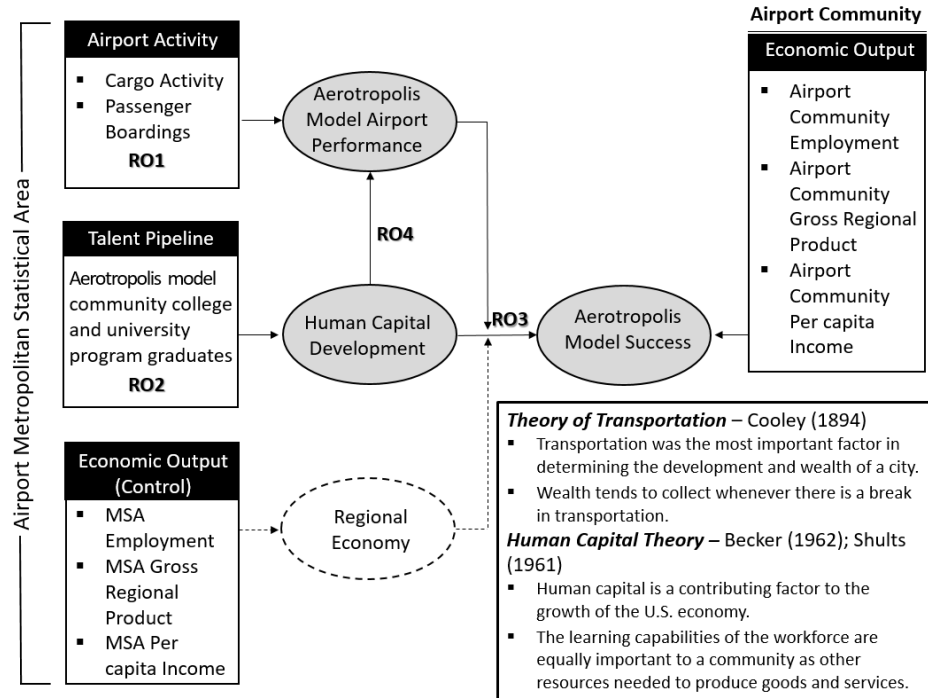 Airport Metropolitan Statistical Area
Airport Activity
▪ Cargo Activity
▪ Passenger
Boardings
RO1
Aerotropolis
Model Airport
Performance
Talent Pipeline
Aerotropolis model
community college
and university
program graduates
RO2
RO4
Human Capital
Development
RO3
Aerotropolis
Model Success
Economic Output
(Control)
▪ MSA
Employment
▪ MSA Gross
Regional
Product
▪ MSA Per
capita Income
Regional
Economy
Airport Community
Economic Output
▪ Airport
Community
Employment
▪ Airport
Community
Gross Regional
Product
▪ Airport
Community
Per capita
Income
Theory of Transportation – Cooley (1894)
▪ Transportation was the most important factor in
determining the development and wealth of a city.
▪ Wealth tends to collect whenever there is a break
in transportation.
Human Capital Theory – Becker (1962); Shults
(1961)
▪ Human capital is a contributing factor to the
growth of the U.S. economy.
▪ The learning capabilities of the workforce are
equally important to a community as other
resources needed to produce goods and services.